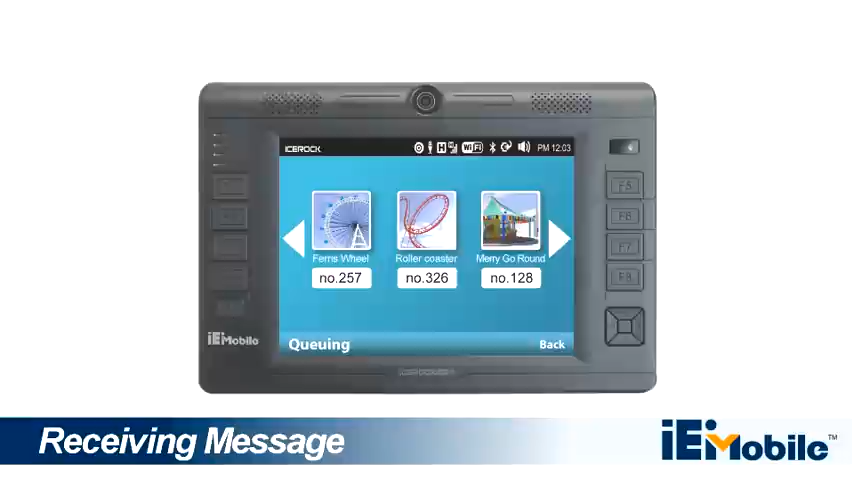 ICEROCK
H
WiFi
PM 12:03
F5
F6
F7
F8
Ferris Wheel
Roller coaster
Merry Go Round
no.257
no.326
no.128
Queuing
Back
iEiMobile
Receiving Message
iEiMobile™